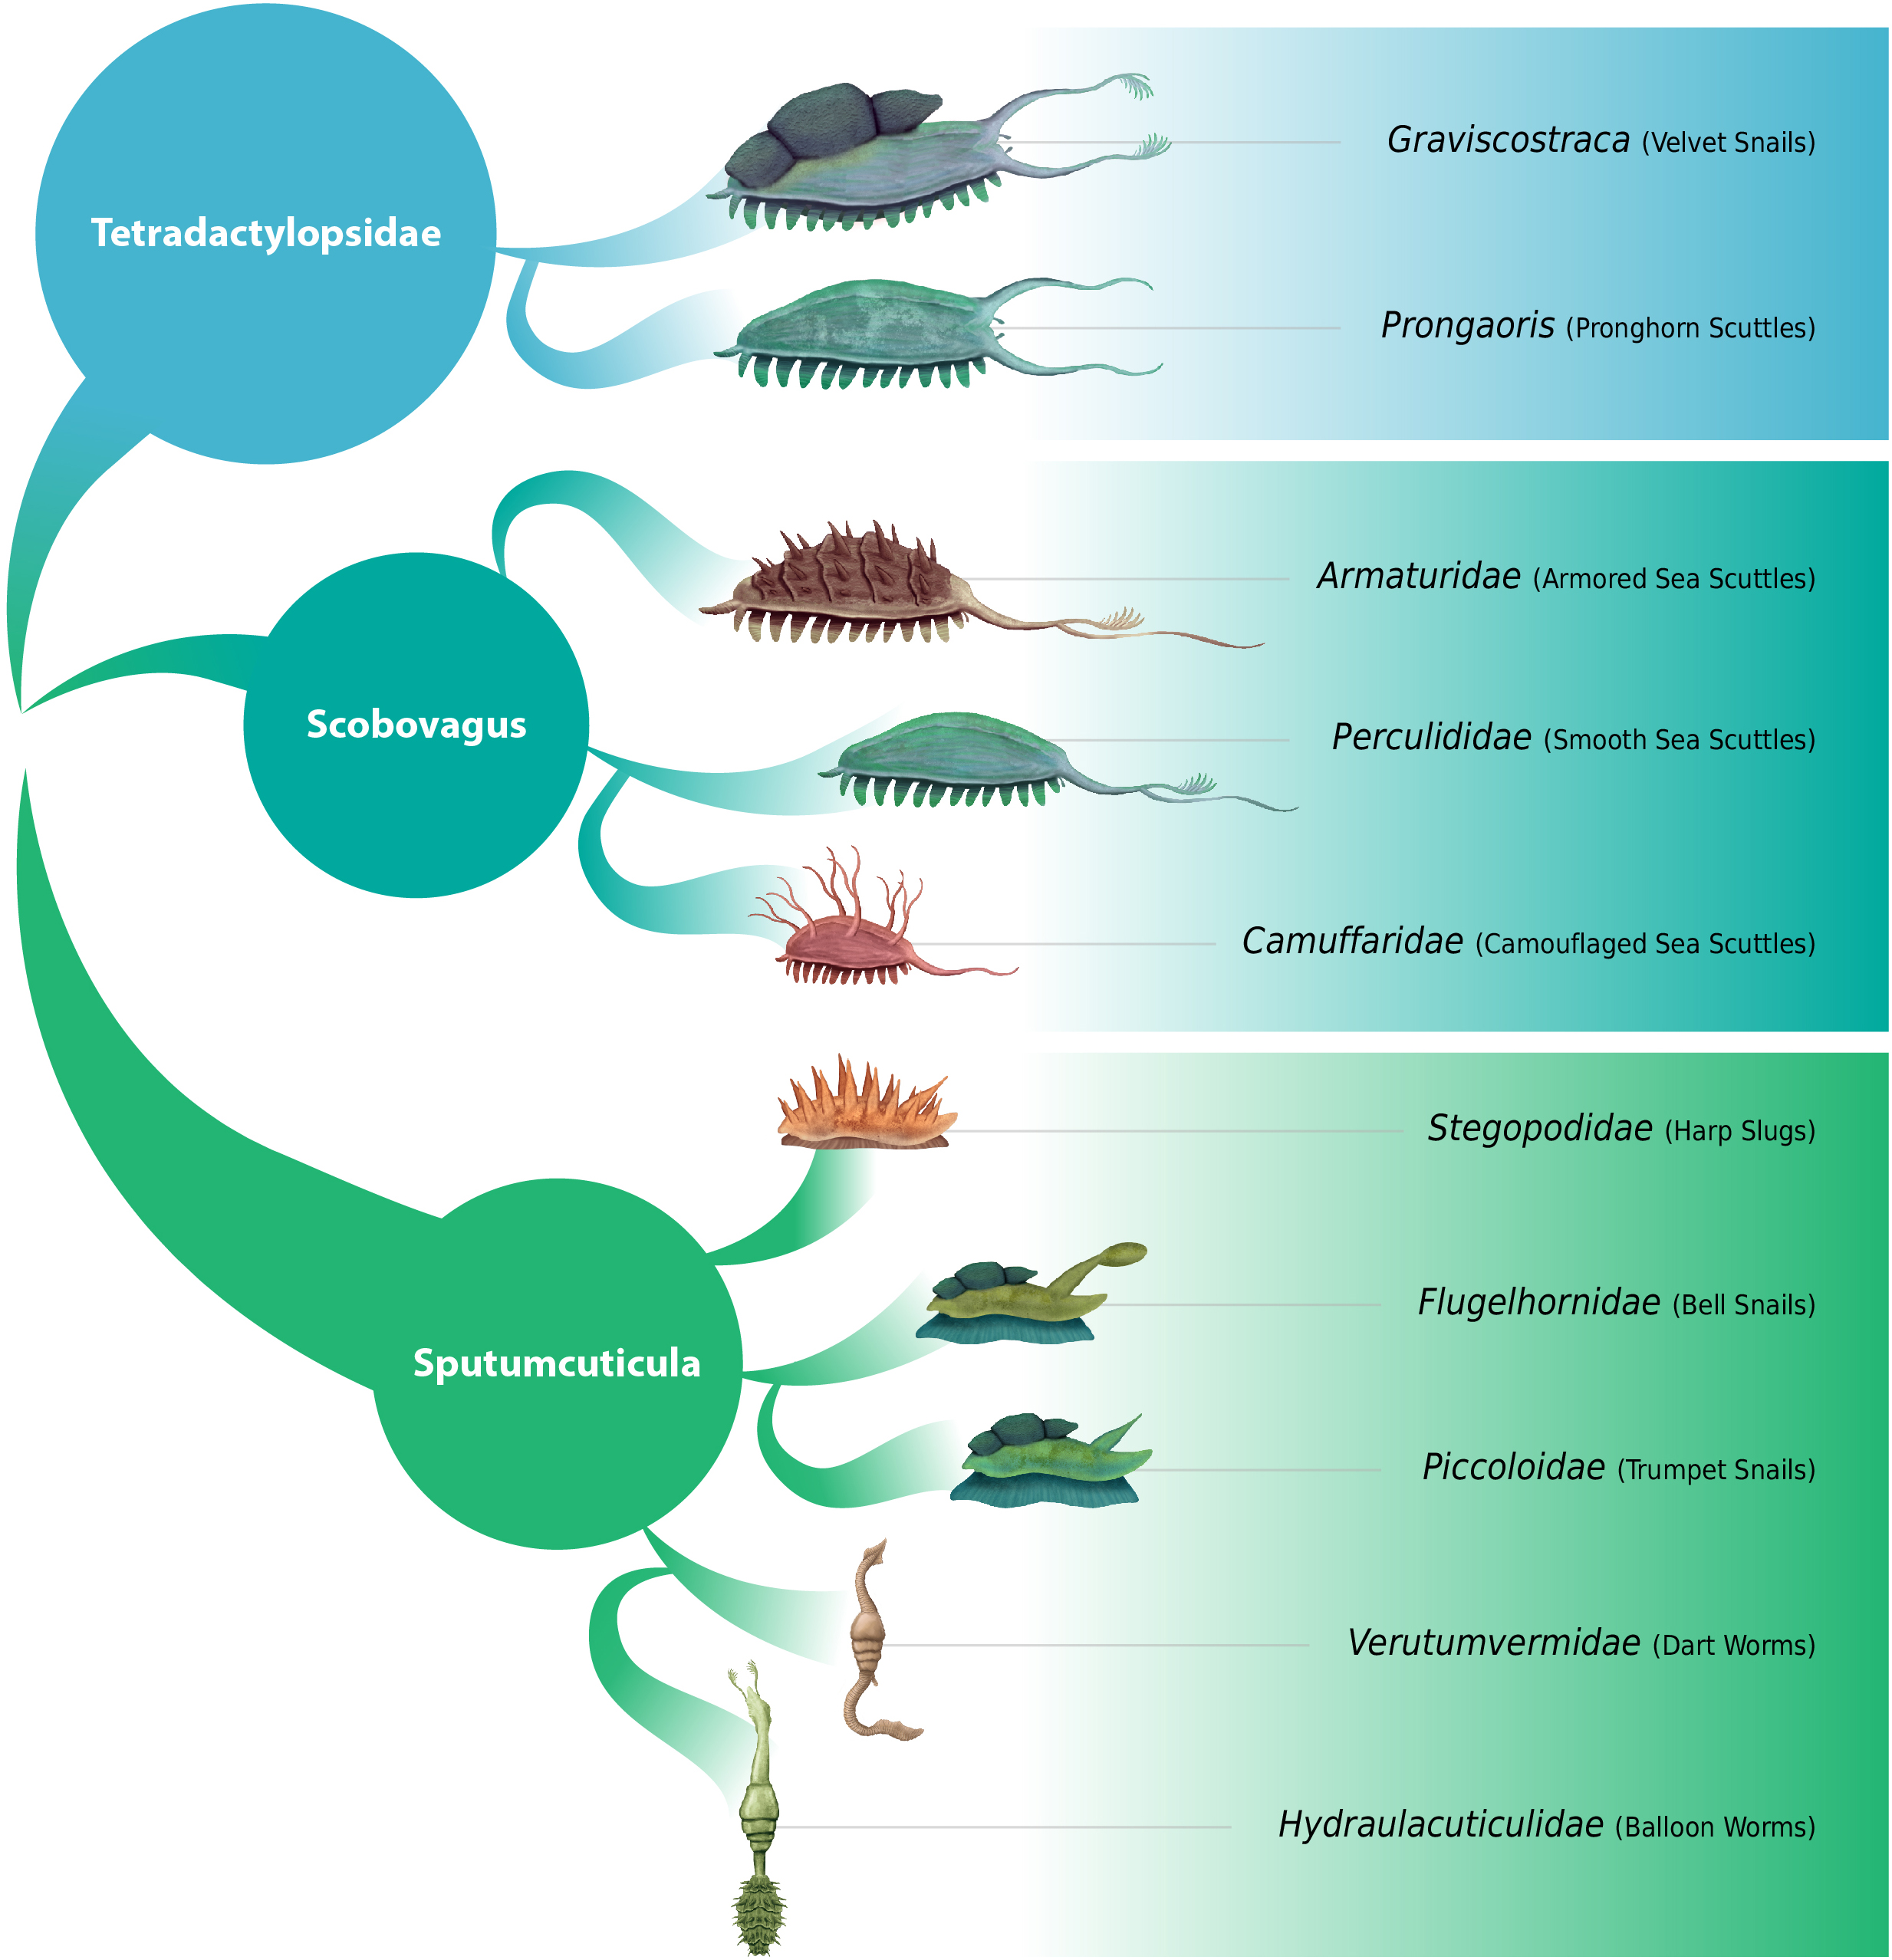 Tetradactylopsidae
Graviscostraca (Velvet Snails)
Prongaoris (Pronghorn Scuttles)
Scobovagus
Armaturidae (Armored Sea Scuttles)
Perculididae (Smooth Sea Scuttles)
Camuffaridae (Camouflaged Sea Scuttles)
Sputumcuticula
Stegopodidae (Harp Slugs)
Flugelhornidae (Bell Snails)
Piccoloidae (Trumpet Snails)
Verutumvermidae (Dart Worms)
Hydraulacuticulidae (Balloon Worms)